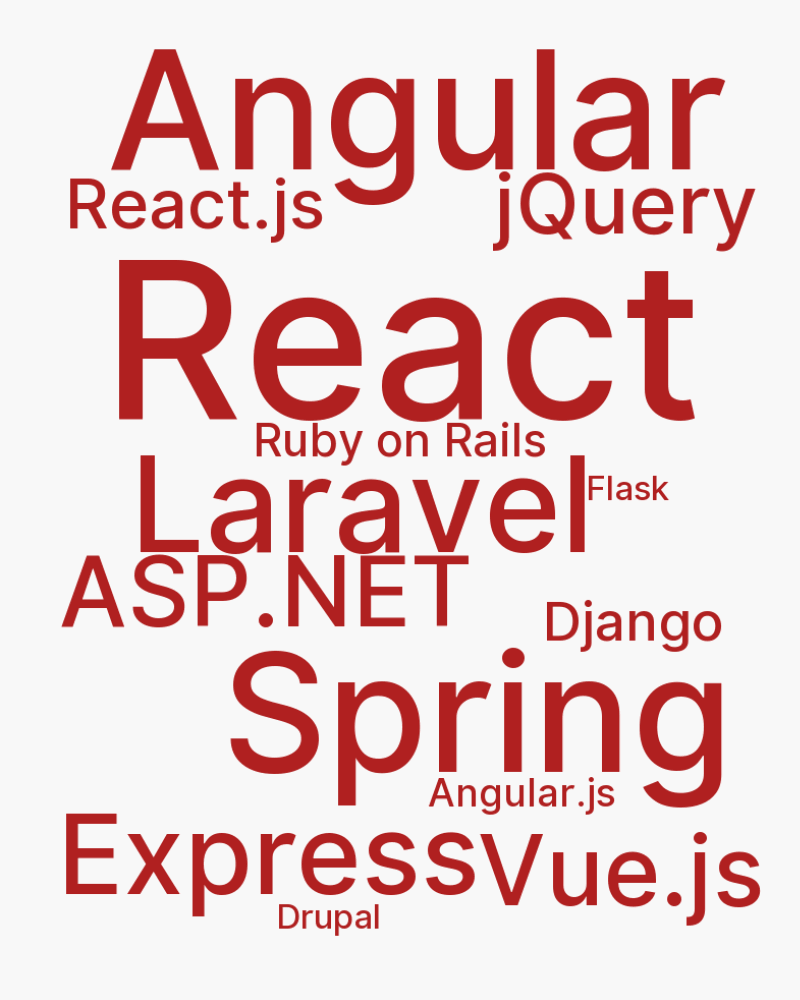 Angular
React.js
jQuery
React
Ruby on Rails
Laravel
Flask
ASP.NET
Django
Spring
Angular.js
Express
Vue.js
Drupal